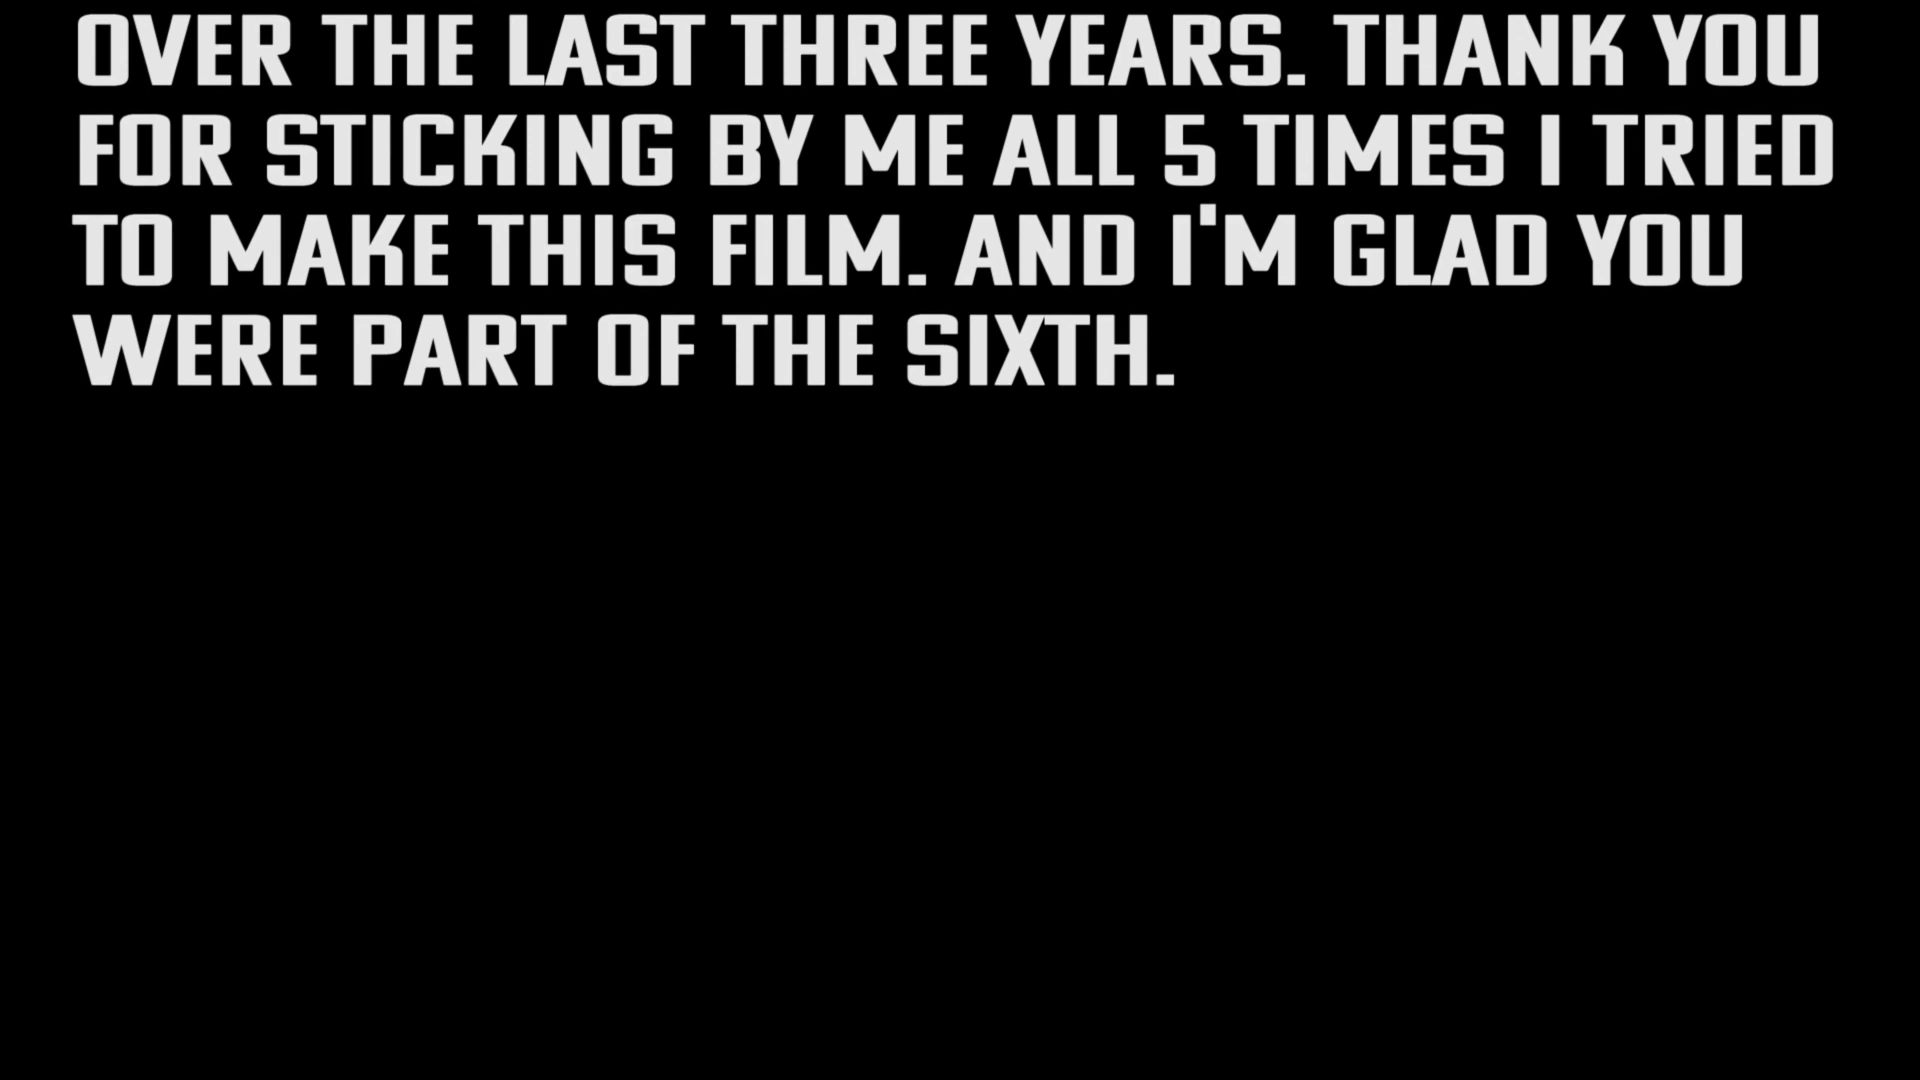 OVER THE LAST THREE YEARS. THANK YOU
FOR STICKING BY ME ALL 5 TIMES I TRIED
TO MAKE THIS FILM. AND I'M GLAD YOU
WERE PART OF THE SIXTH.